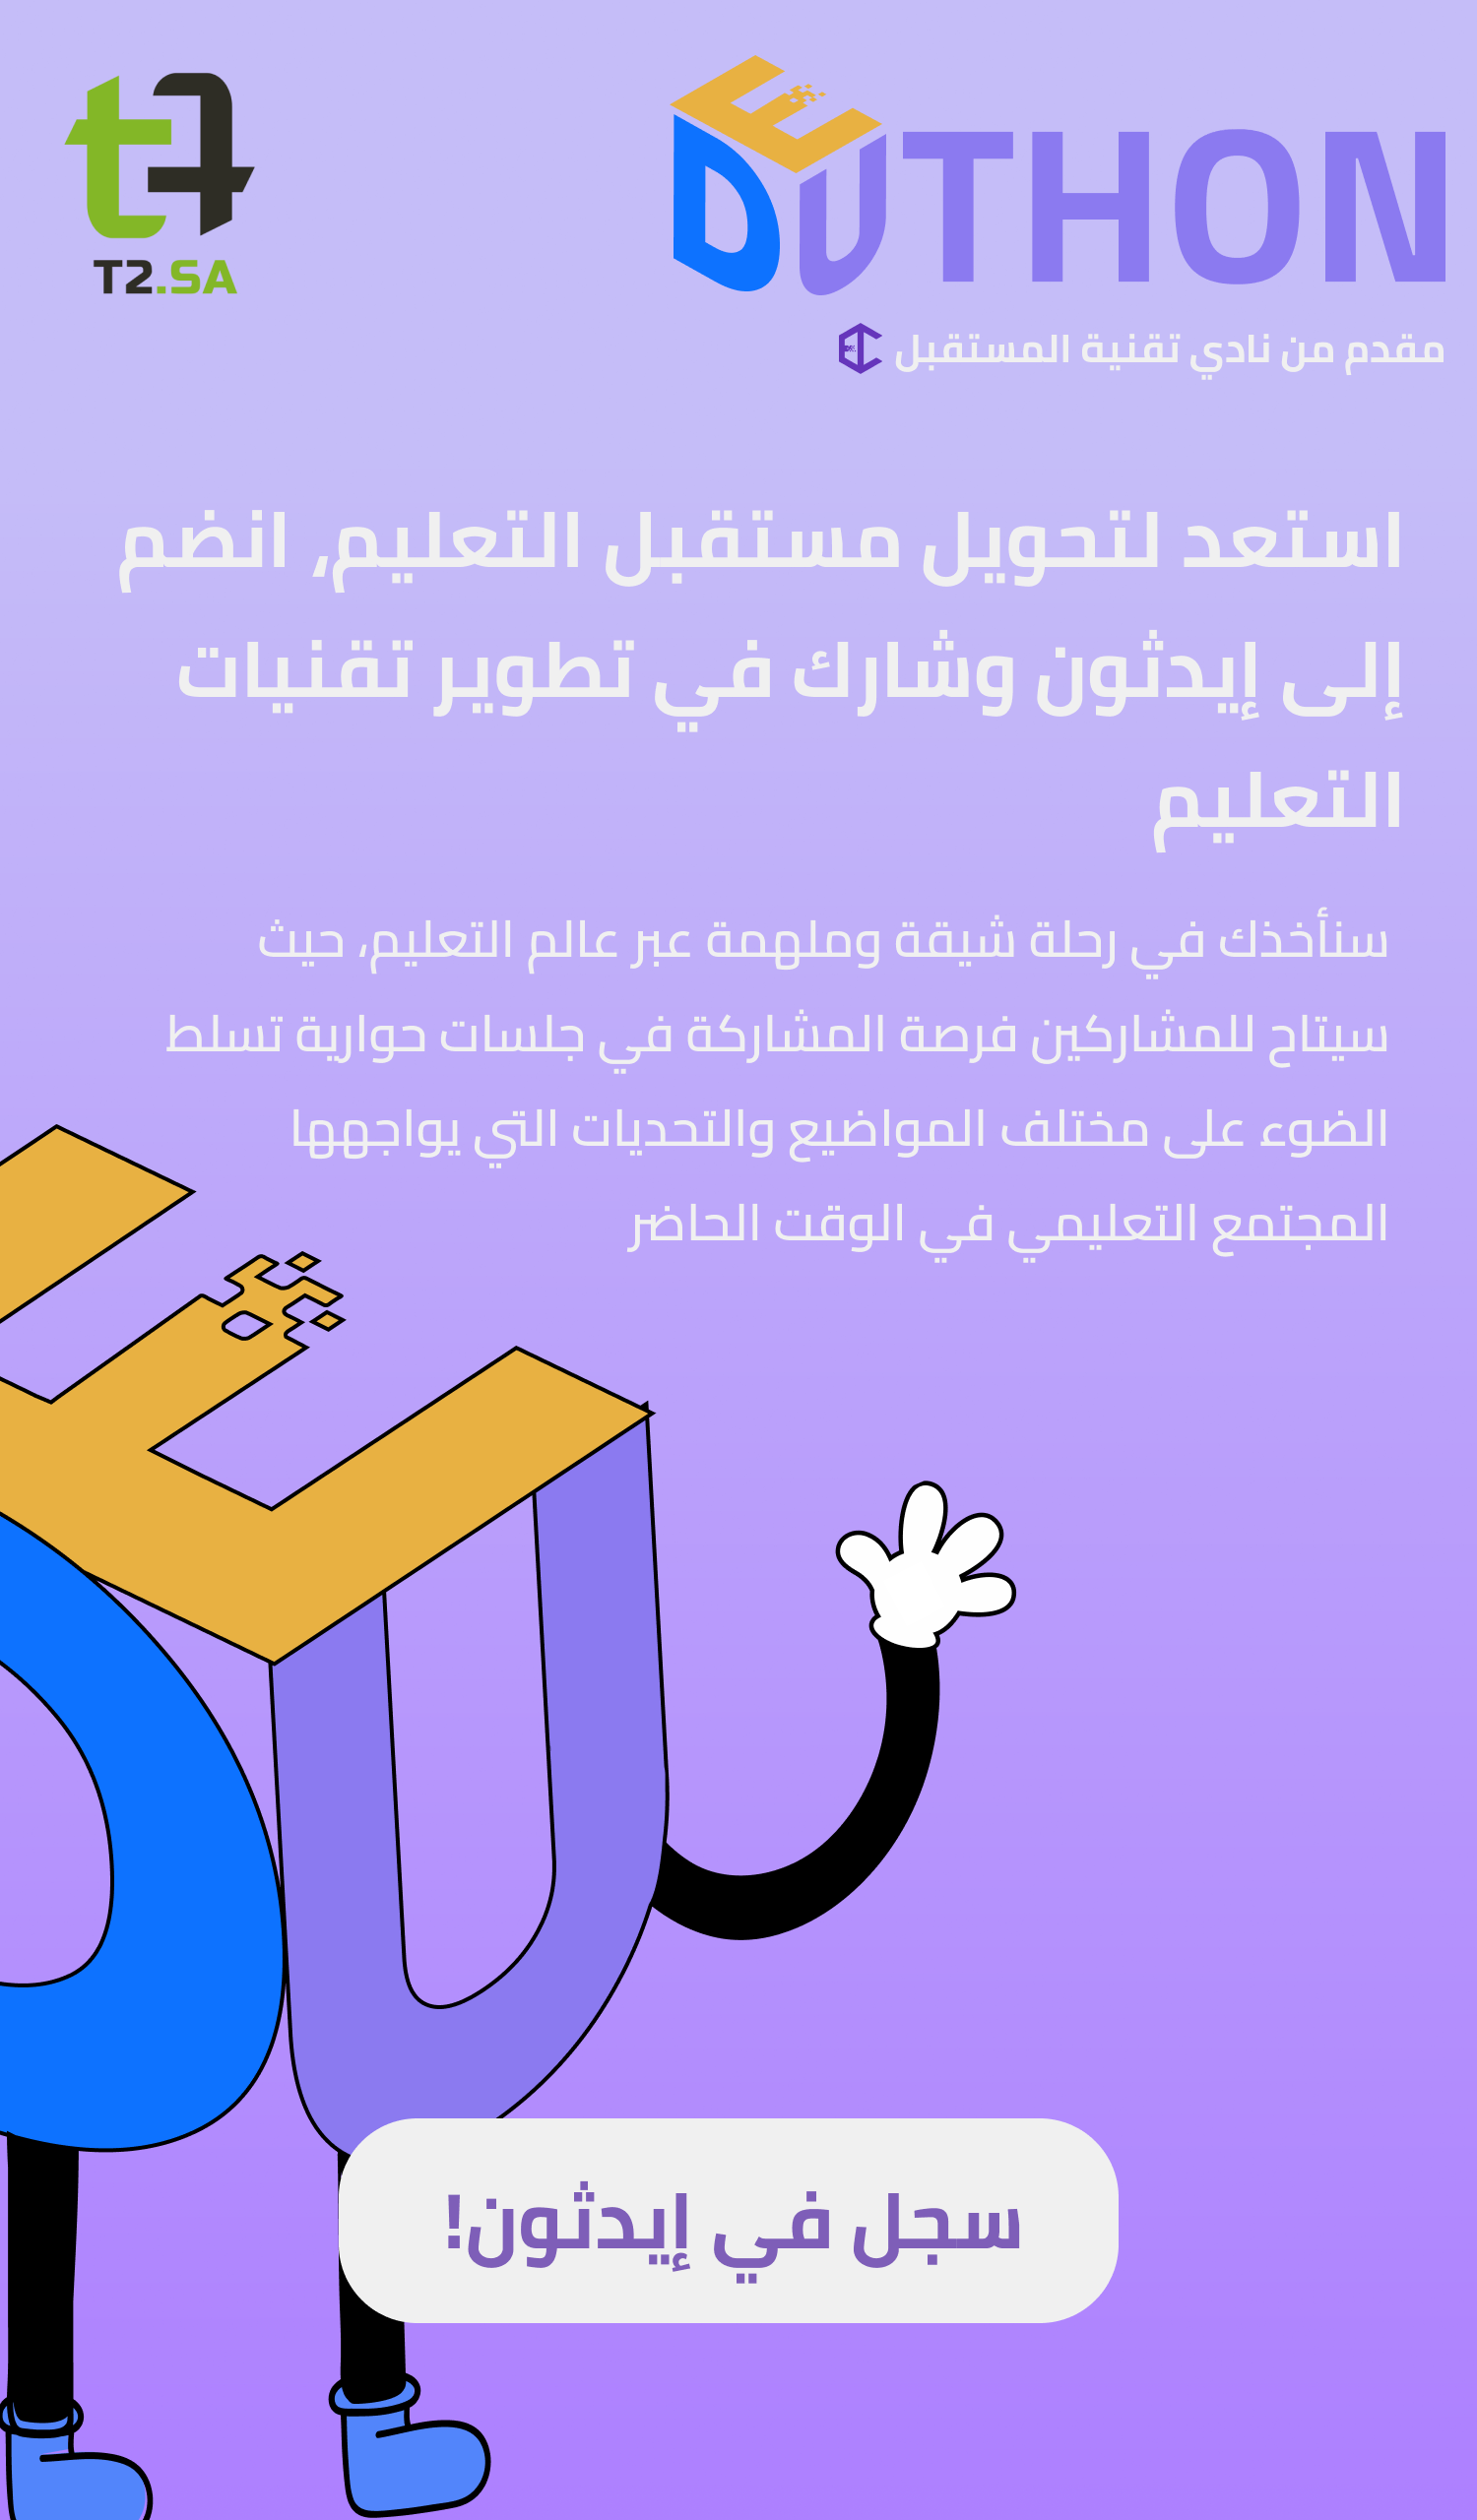 EDUTHON
T2.SA
مقدم من نادي تقنية المستقبل
استعد لتحويل مستقبل التعليم، انضم
إلى إيدثون وشارك في تطوير تقنيات
التعليم
سنأخذك في رحلة شيقة وملهمة عبر عالم التعليم، حيث
سيتاح للمشاركين فرصة المشاركة في جلسات حوارية تسلط
الضوء على مختلف المواضيع والتحديات التي يواجهها
المجتمع التعليمي في الوقت الحاضر
سجل في إيدثون!